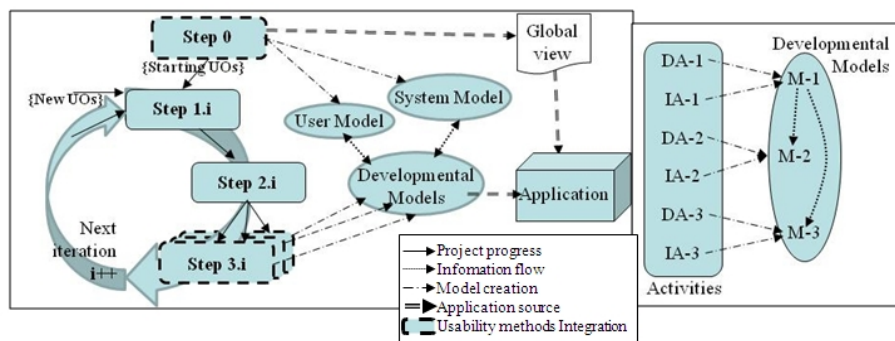 Step 0
Global
view
{Starting UOs}
{New UOs}
Step 1.i
System Model
User Model
Step 2.i
Developmental
Models
Application
Next
iteration
i++
Step 3.i
Project progress
Infomation flow
Model creation
Application source
Usability methods Integration
Developmental
Models
DA-1
IA-1
DA-2
IA-2
DA-3
IA-3
M-1
M-2
M-3
Activities